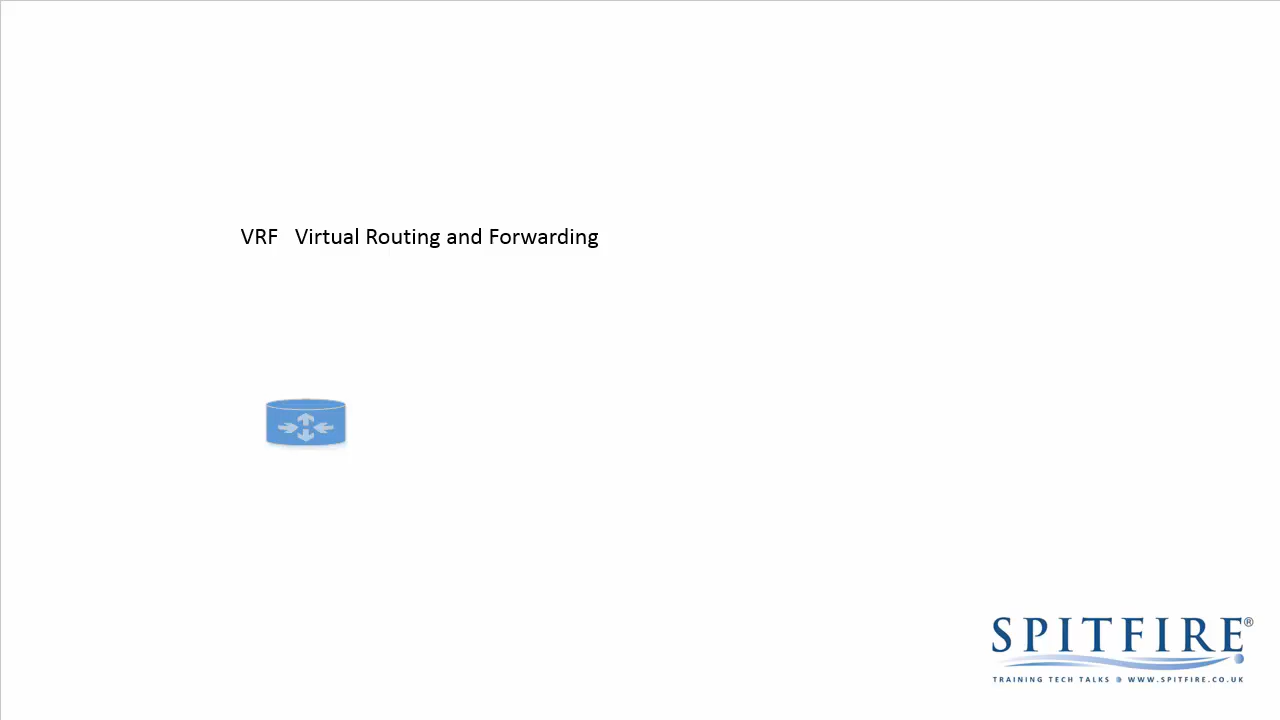 VRF   Virtual Routing and Forwarding
SPITFIRE®
TRAINING TECH TALKS WWW.SPITFIRE.CO.UK